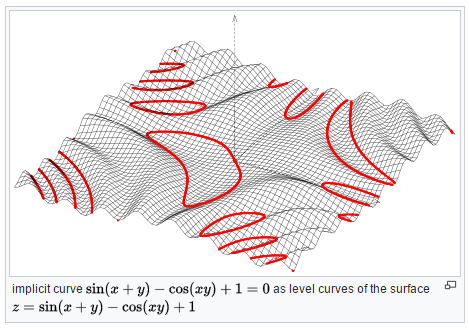 implicit curve sin(x + y) − cos(xy) + 1 = 0 as level curves of the surface
z = sin(x + y) − cos(xy) + 1